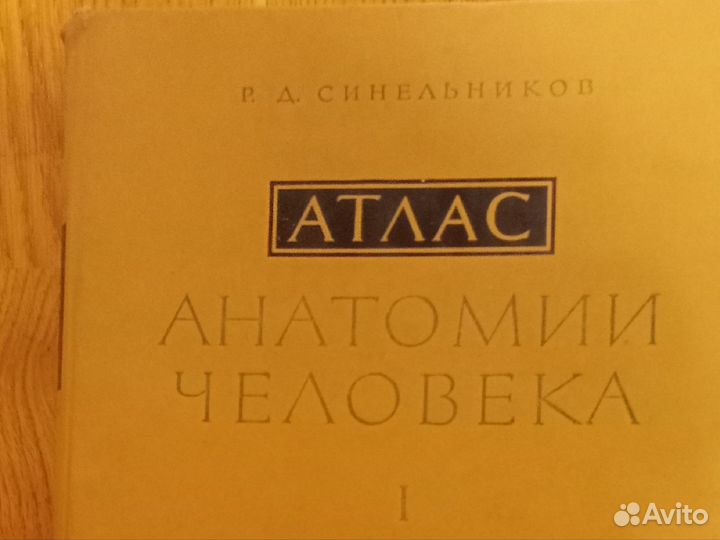 Р. Д. СИНЕЛЬНИКОВ
АТЛАС
АНАТОМИИ
ЧЕЛОВЕКА
I
Avito